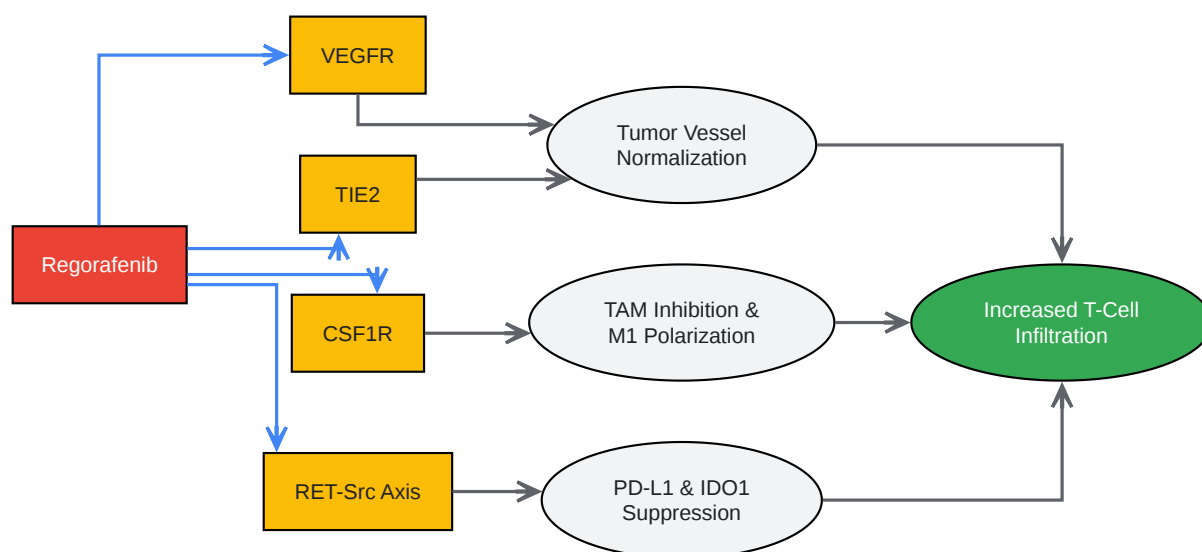 VEGFR
Tumor Vessel
Normalization
TIE2
Regorafenib
CSF1R
TAM Inhibition &
M1 Polarization
Increased T-Cell
Infiltration
RET-Src Axis
PD-L1 & IDO1
Suppression